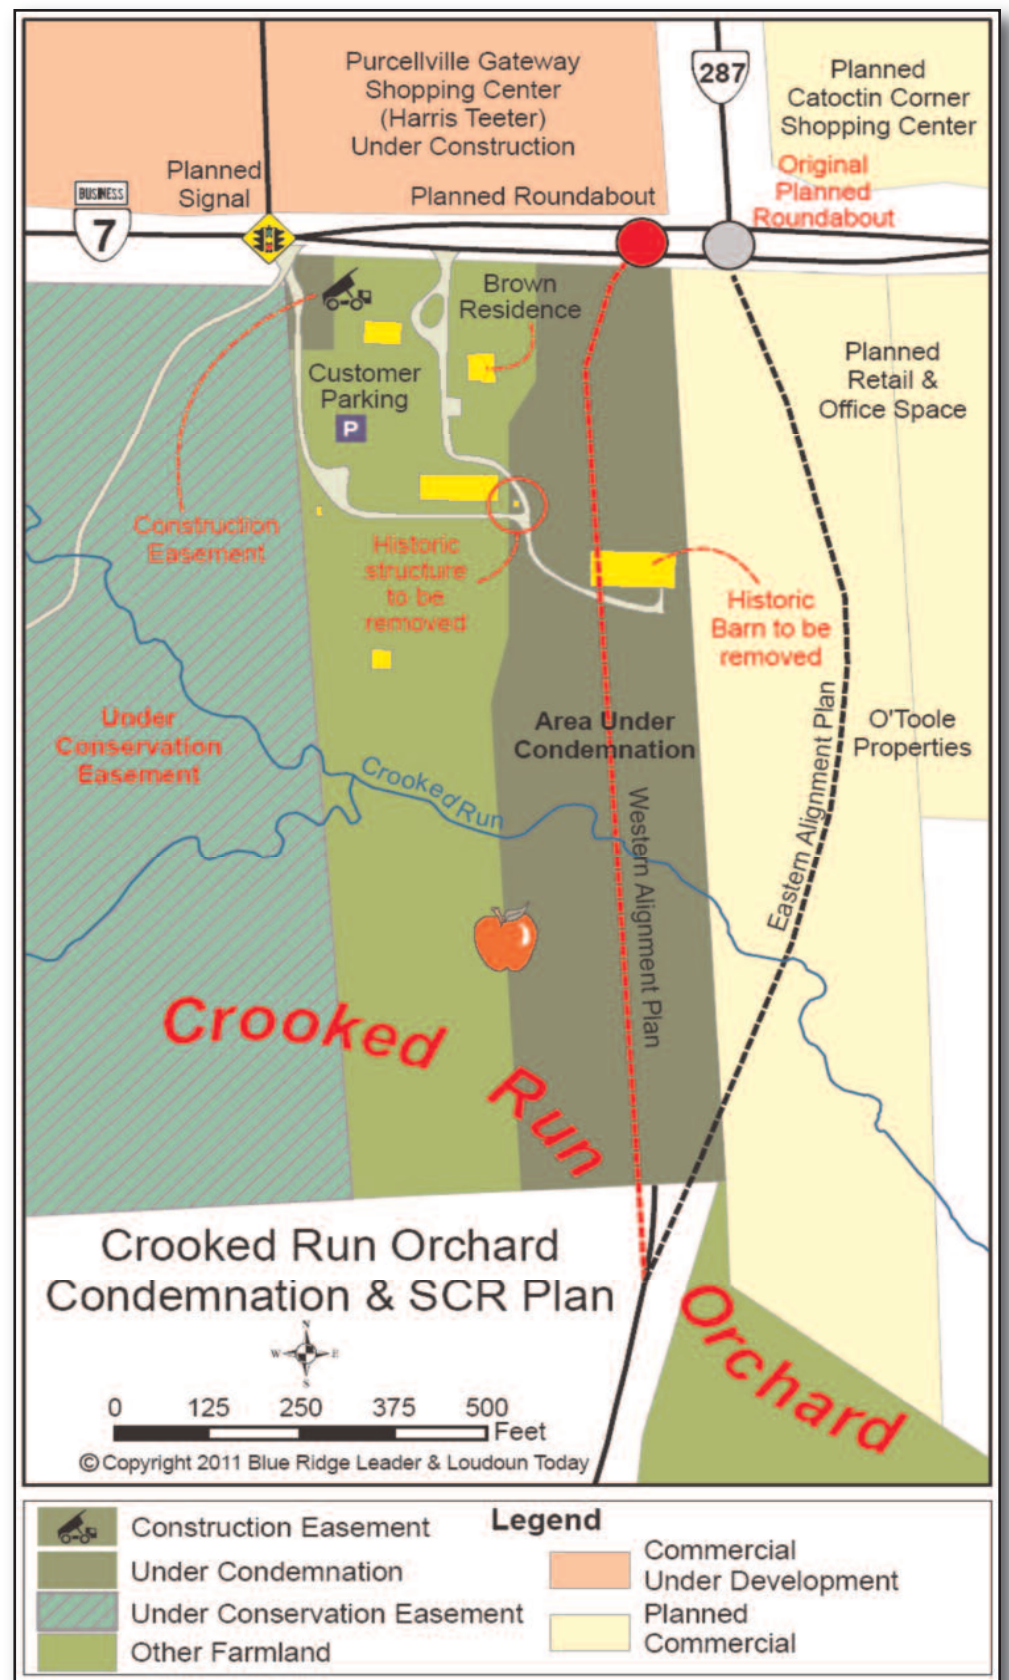 Purcellville Gateway
Shopping Center
(Harris Teeter)
Under Construction
287
Planned
Catoctin Corner
Shopping Center
Planned
Signal
Planned Roundabout
Original
Planned
Roundabout
BUSINESS
7
Brown
Residence
Customer
Parking
P
Planned
Retail &
Office Space
Construction
Easement
Historic
structure
to be
removed
Historic
Barn to be
removed
Under
Conservation
Easement
Area Under
Condemnation
O'Toole
Properties
Crooked Run
Western Alignment Plan
Eastern Alignment Plan
Crooked
Run
Orchard
Crooked Run Orchard
Condemnation & SCR Plan
N
W E
S
0 125 250 375 500
Feet
© Copyright 2011 Blue Ridge Leader & Loudoun Today
Legend
Construction Easement
Under Condemnation
Under Conservation Easement
Other Farmland
Commercial
Under Development
Planned
Commercial